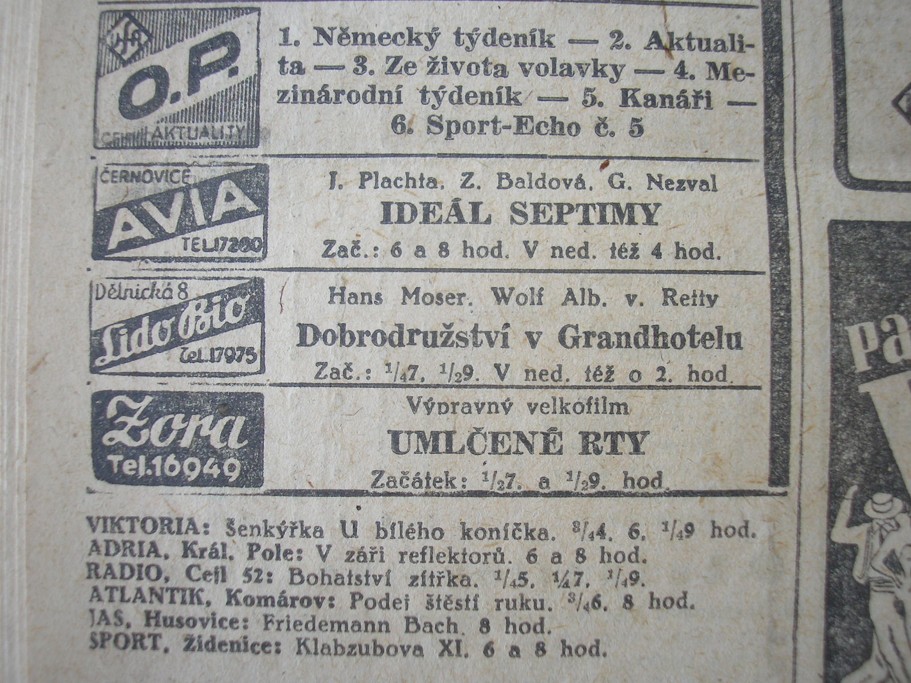 UFA
O.P.
AKTUALITY
1. Německý týdeník — 2. Aktuali-
ta — 3. Ze života volavky — 4. Me-
zinárodní týdeník — 5. Kanáři —
6. Sport-Echo č. 5
ČERNOVICE
AVIA
TEL.17280
J. Plachta, Z. Baldová, G. Nezval
IDEÁL SEPTIMY
Zač.: 6 a 8 hod. V ned. též 4 hod.
Dělnická 8
Lido Bio
tel.17975
Hans Moser, Wolf Alb. v. Retty
Dobrodružství v Grandhotelu
Zač.: ¼7, ½9. V ned. též o 2. hod.
Zora
Tel.16949
Výpravný velkofilm
UMLČENÉ RTY
Začátek: ½7. a ½9. hod.
VIKTORIA: Šenkýřka U bílého koníčka. ¾4, 6, ¼9 hod.
ADRIA, Král. Pole: V záři reflektorů. 6 a 8 hod.
RADIO, Cejl 52: Bohatství zítřka. ¼5, ¼7, ¼9.
ATLANTIK, Komárov: Podej štěstí ruku. ¾6, 8 hod.
JAS, Husovice: Friedemann Bach. 8 hod.
SPORT, Židenice: Klabzubova XI. 6 a 8 hod.
Pa